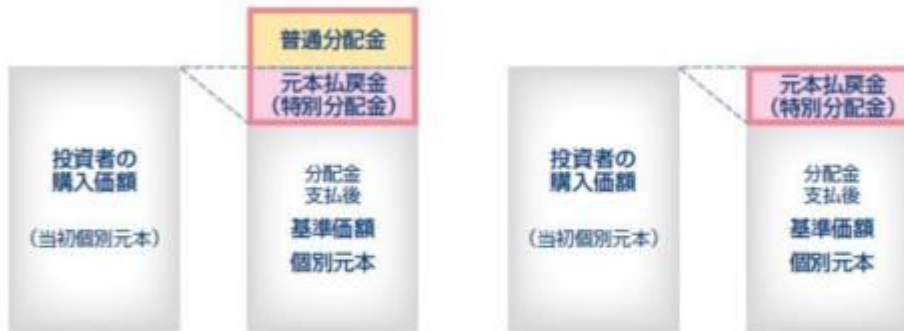 普通分配金
元本払戻金
(特別分配金)
投資者の
購入価額
(当初個別元本)
分配金
支払後
基準価額
個別元本
元本払戻金
(特別分配金)
投資者の
購入価額
(当初個別元本)
分配金
支払後
基準価額
個別元本